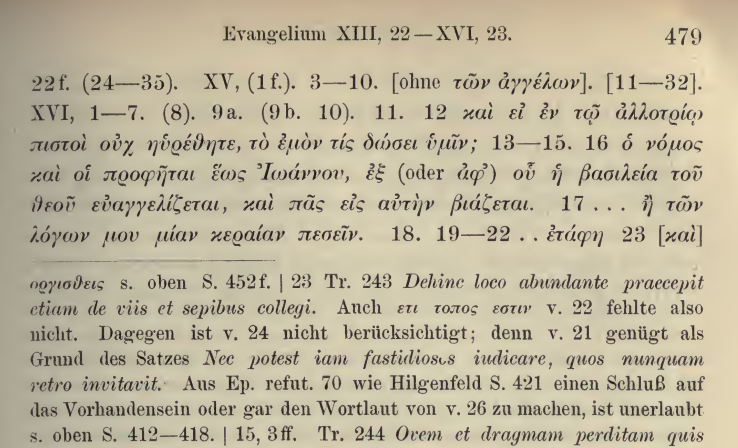 Evangelium XIII, 22—XVI, 23. 479
22f. (24—35). XV, (1f.). 3—10. [ohne τῶν ἀγγέλων]. [11—32].
XVI, 1—7. (8). 9a. (9b. 10). 11. 12 καὶ εἰ ἐν τῷ ἀλλοτρίῳ
πιστοὶ οὐχ ηὑρέθητε, τὸ ἐμὸν τίς δώσει ὑμῖν; 13—15. 16 ὁ νόμος
καὶ οἱ προφῆται ἕως Ἰωάννου, ἐξ (oder ἀφ’) οὗ ἡ βασιλεία τοῦ
θεοῦ εὐαγγελίζεται, καὶ πᾶς εἰς αὐτὴν βιάζεται. 17 . . . ἢ τῶν
λόγων μου μίαν κεραίαν πεσεῖν. 18. 19—22 . . ἐτάφη 23 [καὶ]
οργισθεις s. oben S. 452f. | 23 Tr. 243 Dehinc loco abundante praecepit
etiam de viis et sepibus collegi. Auch ετι τοπος εστιν v. 22 fehlte also
nicht. Dagegen ist v. 24 nicht berücksichtigt; denn v. 21 genügt als
Grund des Satzes Nec potest iam fastidiosos iudicare, quos nunquam
retro invitavit. Aus Ep. refut. 70 wie Hilgenfeld S. 421 einen Schluß auf
das Vorhandensein oder gar den Wortlaut von v. 26 zu machen, ist unerlaubt
s. oben S. 412—418. | 15, 3ff. Tr. 244 Ovem et dragmam perditam quis